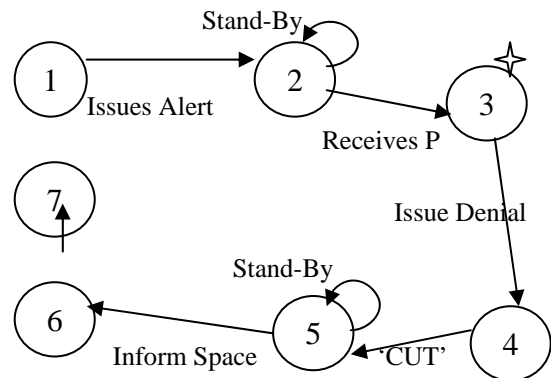 Stand-By
1
2
3
Issues Alert
Receives P
7
Issue Denial
Stand-By
6
5
4
Inform Space
‘CUT’